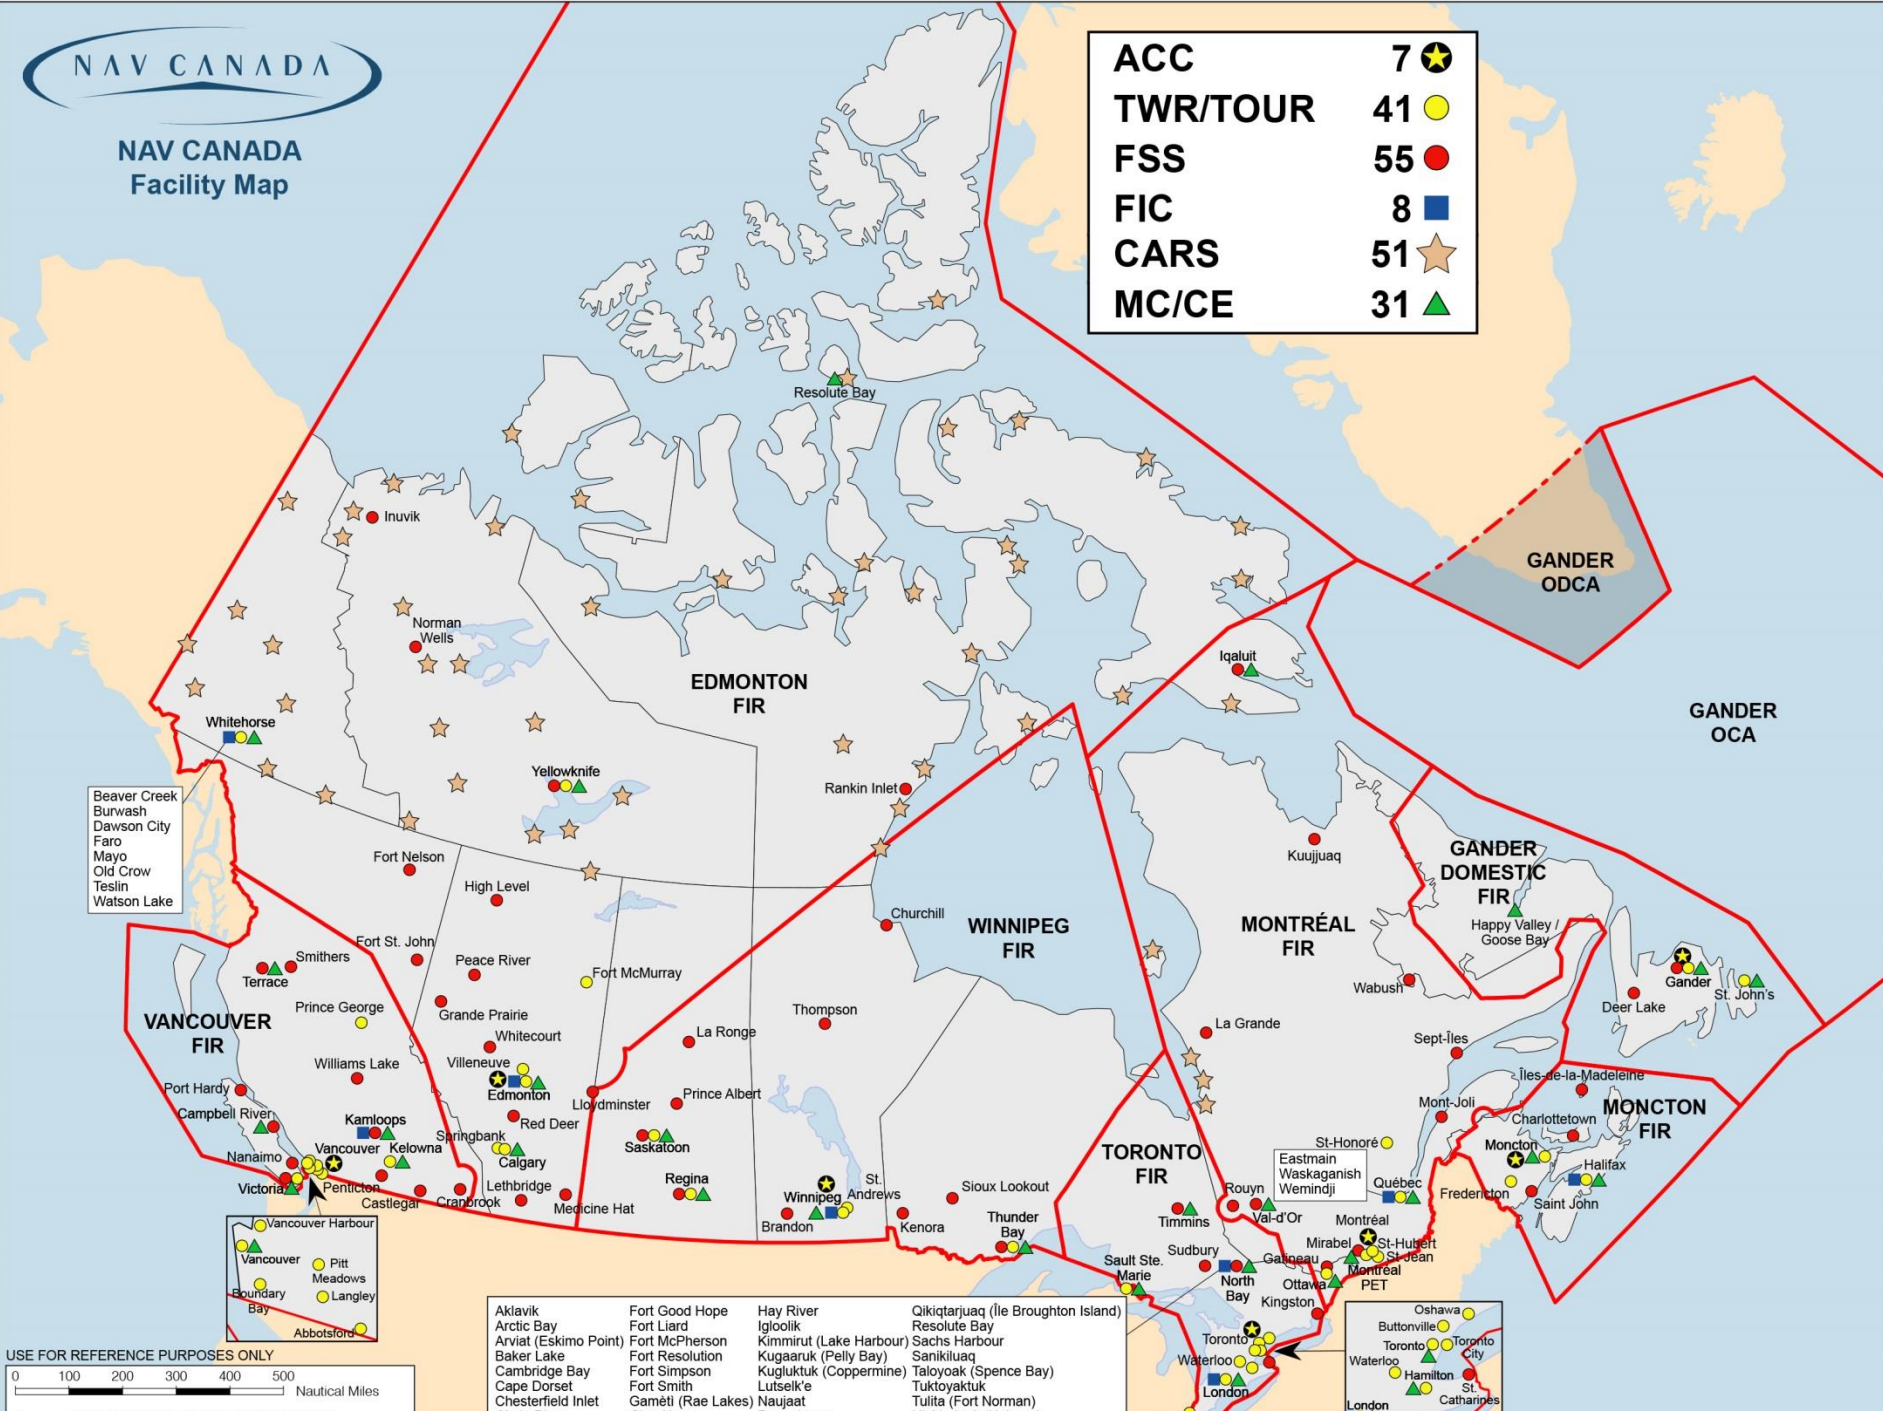 NAV CANADA
NAV CANADA
Facility Map
ACC 7
TWR/TOUR 41
FSS 55
FIC 8
CARS 51
MC/CE 31
Resolute Bay
Inuvik
Norman
Wells
GANDER
ODCA
EDMONTON
FIR
Iqaluit
GANDER
OCA
Whitehorse
Yellowknife
Rankin Inlet
Beaver Creek
Burwash
Dawson City
Faro
Mayo
Old Crow
Teslin
Watson Lake
Fort Nelson
High Level
Kuujjuaq
GANDER
DOMESTIC
FIR
Happy Valley /
Goose Bay
Churchill
WINNIPEG
FIR
MONTRÉAL
FIR
Fort St. John
Smithers
Terrace
Peace River
Fort McMurray
Wabush
Gander
St. John's
Deer Lake
Prince George
VANCOUVER
FIR
Grande Prairie
Thompson
La Ronge
La Grande
Whitecourt
Sept-Îles
Williams Lake
Villeneuve
Edmonton
Port Hardy
Lloydminster
Prince Albert
Îles-de-la-Madeleine
Mont-Joli
Charlottetown
MONCTON
FIR
Campbell River
Kamloops
Red Deer
Springbank
Calgary
Saskatoon
TORONTO
FIR
St-Honoré
Moncton
Vancouver
Kelowna
Nanaimo
Eastmain
Waskaganish
Wemindji
Halifax
Québec
Victoria
Penticton
Castlegar
Cranbrook
Lethbridge
Medicine Hat
Regina
Winnipeg
St.
Andrews
Brandon
Sioux Lookout
Kenora
Thunder
Bay
Timmins
Rouyn
Val-d'Or
Fredericton
Saint John
Montréal
Mirabel
St-Hubert
St-Jean
Montréal
PET
Gatineau
Ottawa
Kingston
Sudbury
North
Bay
Sault Ste.
Marie
Vancouver Harbour
Vancouver
Pitt
Meadows
Boundary
Bay
Langley
Abbotsford
Toronto
Waterloo
London
Oshawa
Buttonville
Toronto
Toronto
City
Waterloo
Hamilton
St.
Catharines
London
Aklavik Fort Good Hope Hay River Qikiqtarjuaq (Île Broughton Island)
Arctic Bay Fort Liard Igloolik Resolute Bay
Arviat (Eskimo Point) Fort McPherson Kimmirut (Lake Harbour) Sachs Harbour
Baker Lake Fort Resolution Kugaaruk (Pelly Bay) Sanikiluaq
Cambridge Bay Fort Simpson Kugluktuk (Coppermine) Taloyoak (Spence Bay)
Cape Dorset Fort Smith Lutselk'e Tuktoyaktuk
Chesterfield Inlet Gamèti (Rae Lakes) Naujaat Tulita (Fort Norman)
USE FOR REFERENCE PURPOSES ONLY
0 100 200 300 400 500 Nautical Miles